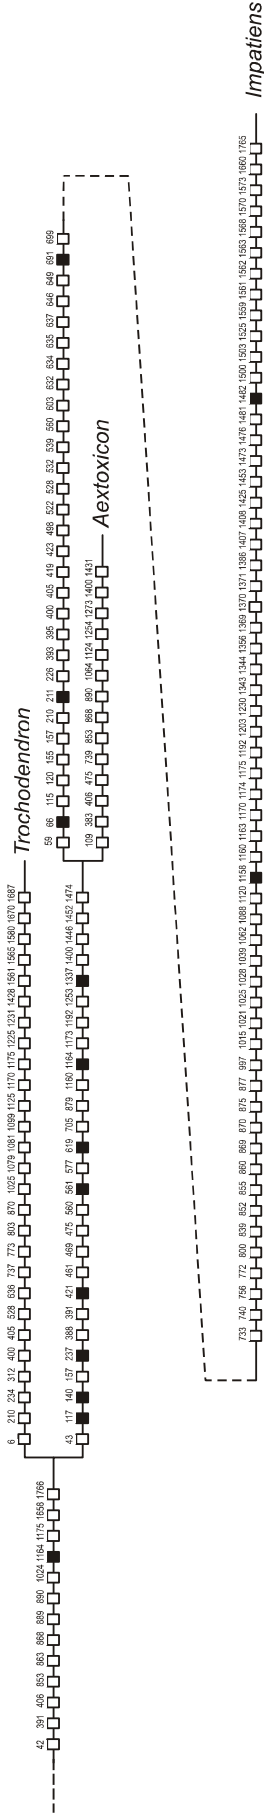 Impatiens
733 740 756 772 800 839 852 855 860 869 870 875 877 997 1015 1021 1025 1028 1039 1062 1088 1120 1158 1160 1163 1170 1174 1175 1192 1203 1230 1343 1344 1356 1369 1370 1371 1386 1407 1408 1425 1453 1473 1476 1481 1482 1500 1503 1525 1559 1561 1562 1563 1568 1570 1573 1660 1765
59 66 115 120 155 157 210 211 226 393 395 400 405 419 423 498 522 528 532 539 560 603 632 634 635 637 646 649 691 699
Aextoxicon
109 383 406 475 739 853 868 890 1064 1124 1254 1273 1400 1431
Trochodendron
6 210 234 312 400 405 528 636 737 773 803 870 1025 1079 1081 1099 1125 1170 1175 1225 1231 1428 1561 1565 1580 1670 1687
43 117 140 157 237 388 391 421 461 469 475 560 561 577 619 705 879 1160 1164 1173 1192 1253 1337 1400 1446 1452 1474
42 391 406 853 863 868 889 890 1024 1164 1175 1658 1766